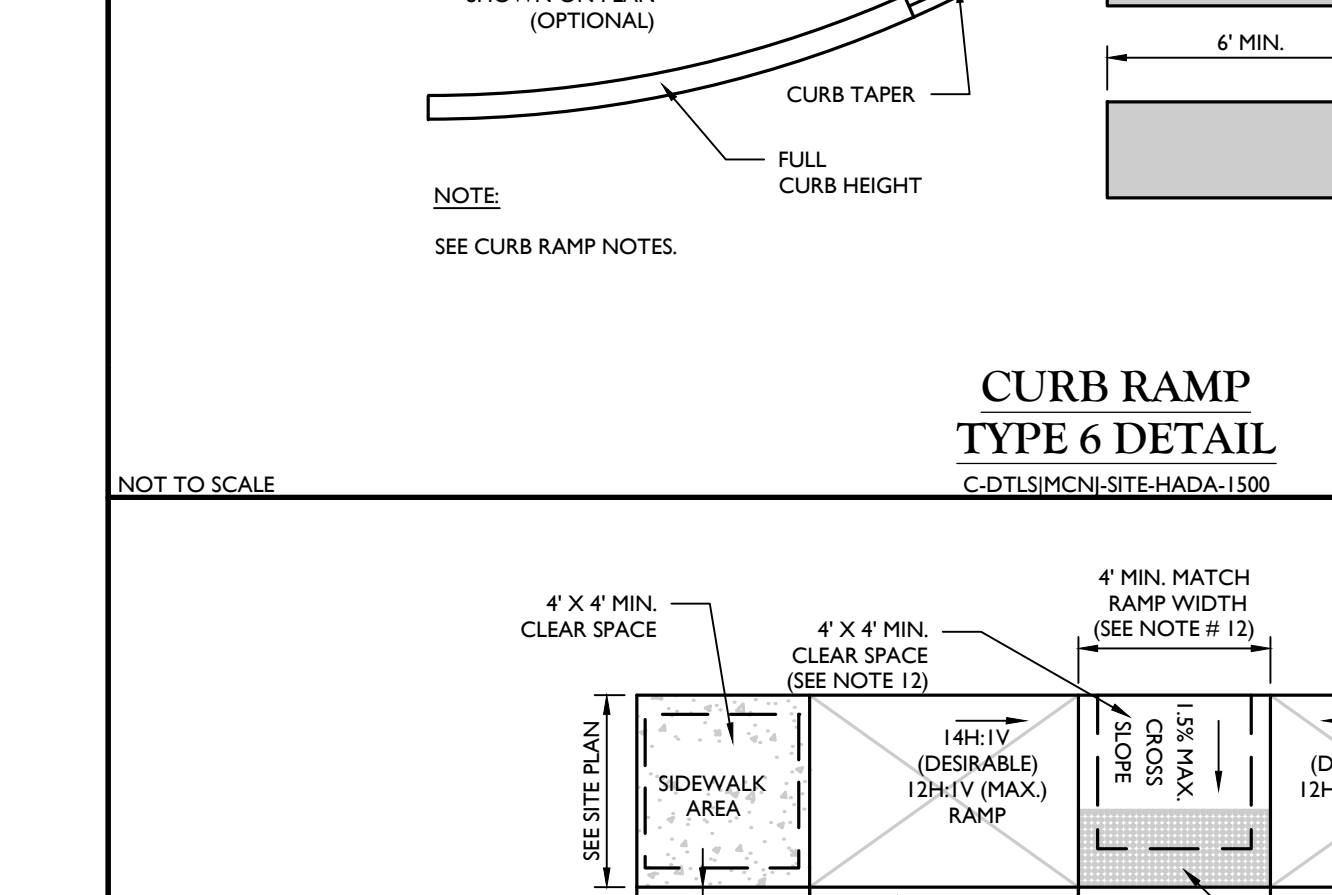 (OPTIONAL)
6' MIN.
CURB TAPER
FULL
CURB HEIGHT
NOTE:
SEE CURB RAMP NOTES.
CURB RAMP
TYPE 6 DETAIL
C-DTLS|MCNJ-SITE-HADA-1500
NOT TO SCALE
4' X 4' MIN.
CLEAR SPACE
4' X 4' MIN.
CLEAR SPACE
(SEE NOTE 12)
4' MIN. MATCH
RAMP WIDTH
(SEE NOTE # 12)
SEE SITE PLAN
SIDEWALK
AREA
14H:1V
(DESIRABLE)
12H:1V (MAX.)
RAMP
1.5% MAX.
CROSS
SLOPE
(D
12H